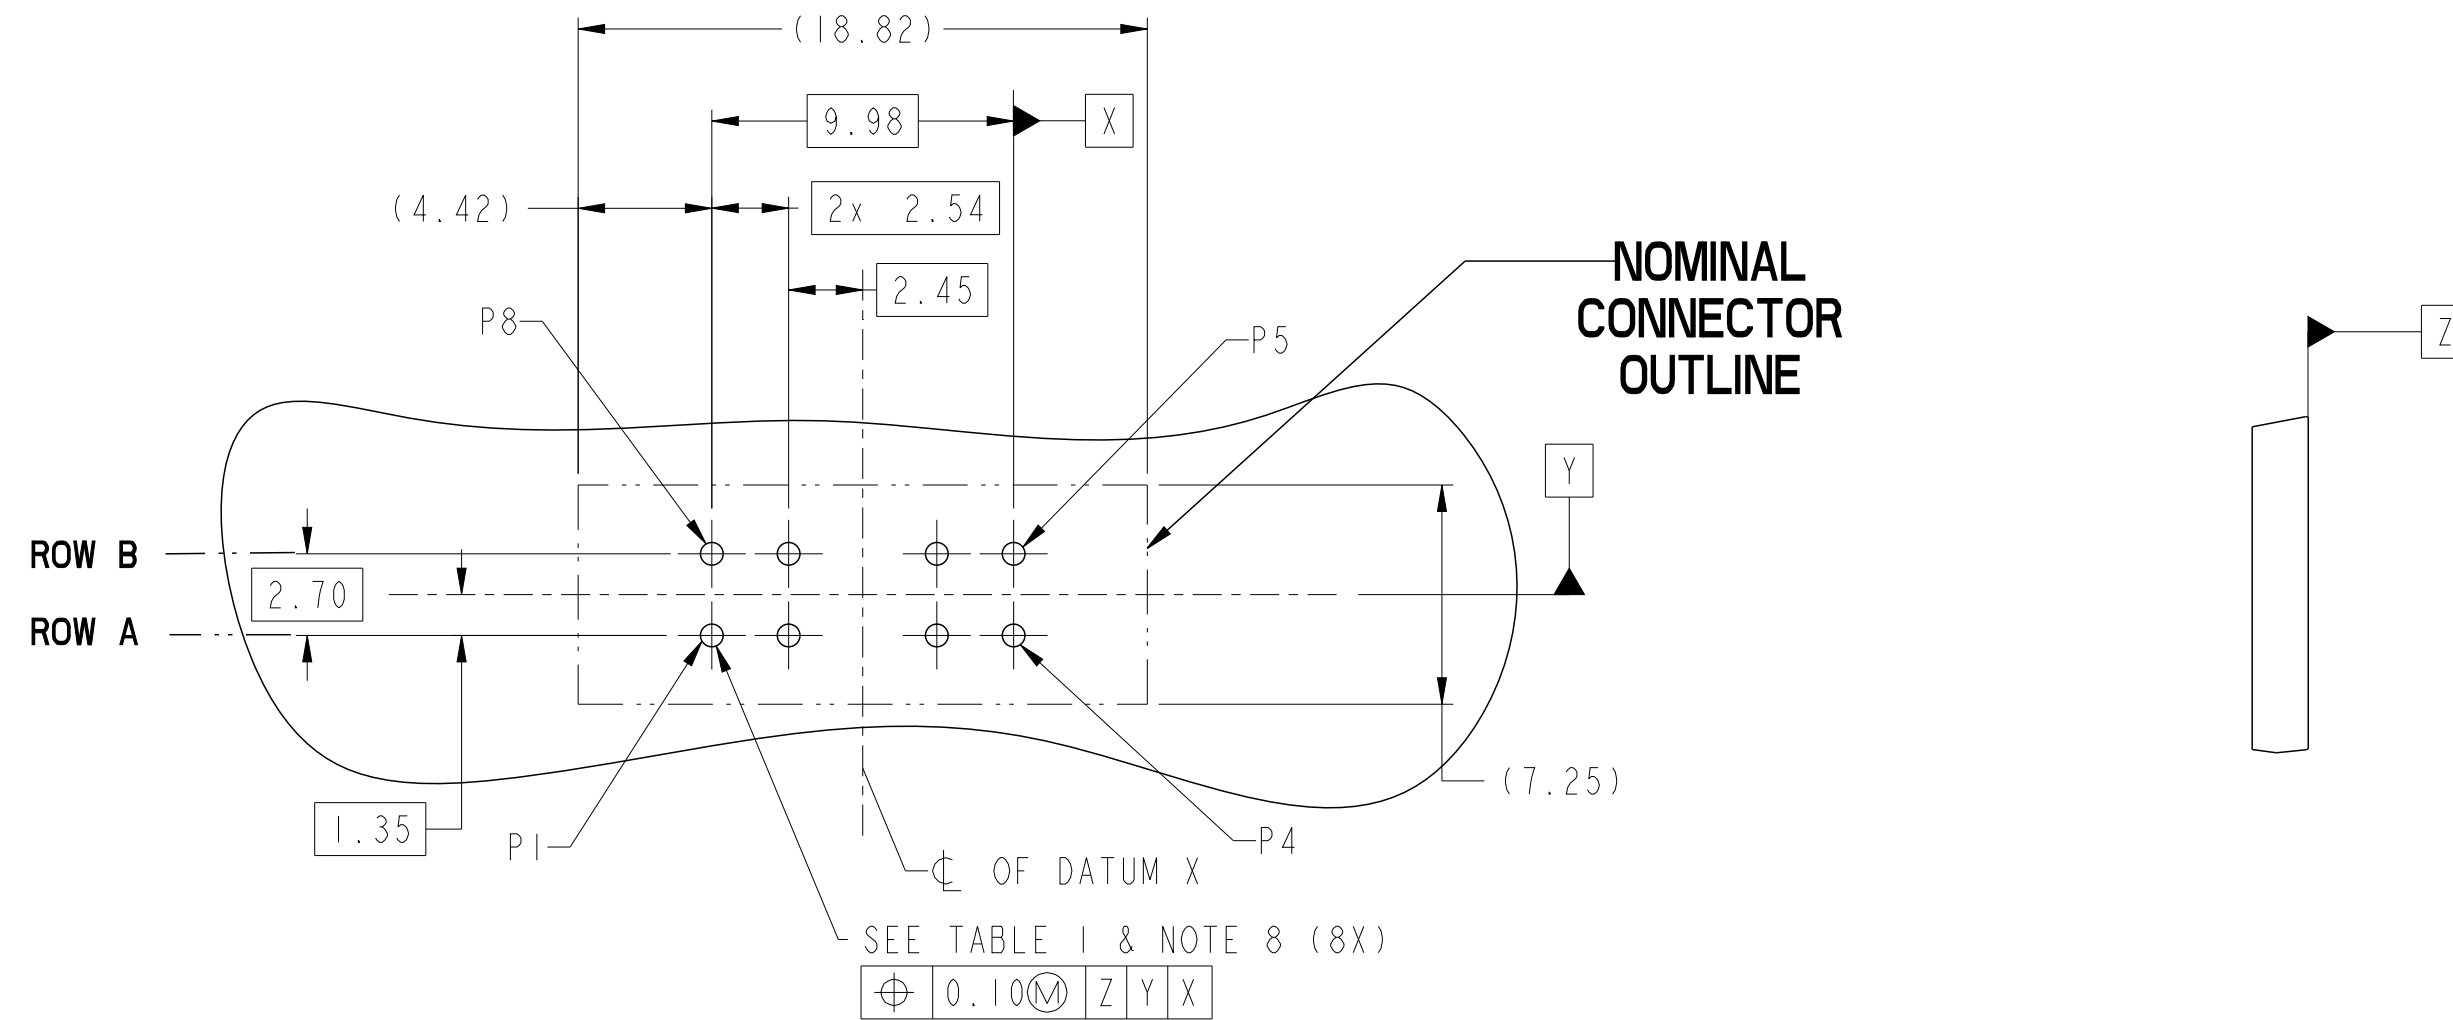 (18.82)
9.98
X
(4.42)
2x 2.54
2.45
NOMINAL
CONNECTOR
OUTLINE
P8
P5
Z
Y
ROW B
2.70
ROW A
(7.25)
1.35
P1
P4
℄ OF DATUM X
SEE TABLE 1 & NOTE 8 (8X)
⌖ 0.10Ⓜ Z Y X